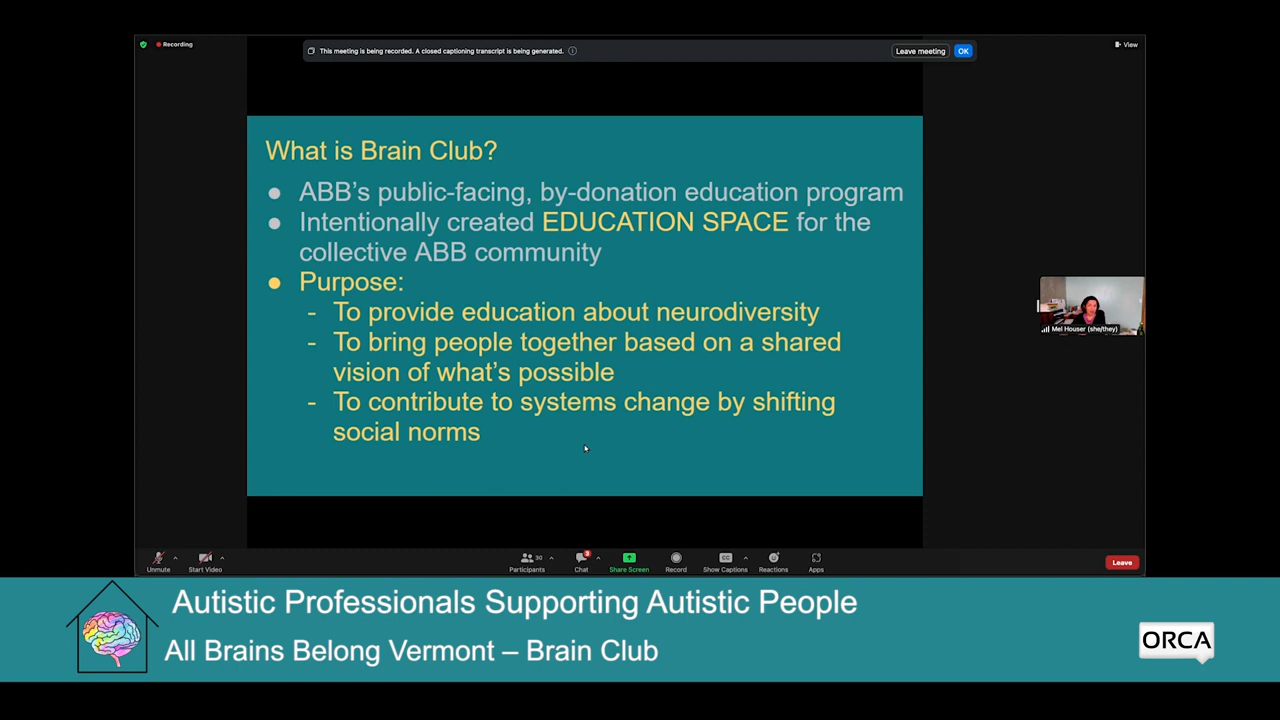 Recording
This meeting is being recorded. A closed captioning transcript is being generated.
Leave meeting
OK
View
What is Brain Club?
● ABB's public-facing, by-donation education program
● Intentionally created EDUCATION SPACE for the
collective ABB community
● Purpose:
- To provide education about neurodiversity
- To bring people together based on a shared
vision of what's possible
- To contribute to systems change by shifting
social norms
Mel Houser (she/they)
Unmute
Start Video
30
Participants
3
Chat
Share Screen
Record
CC
Show Captions
Reactions
Apps
Leave
Autistic Professionals Supporting Autistic People
All Brains Belong Vermont – Brain Club
ORCA